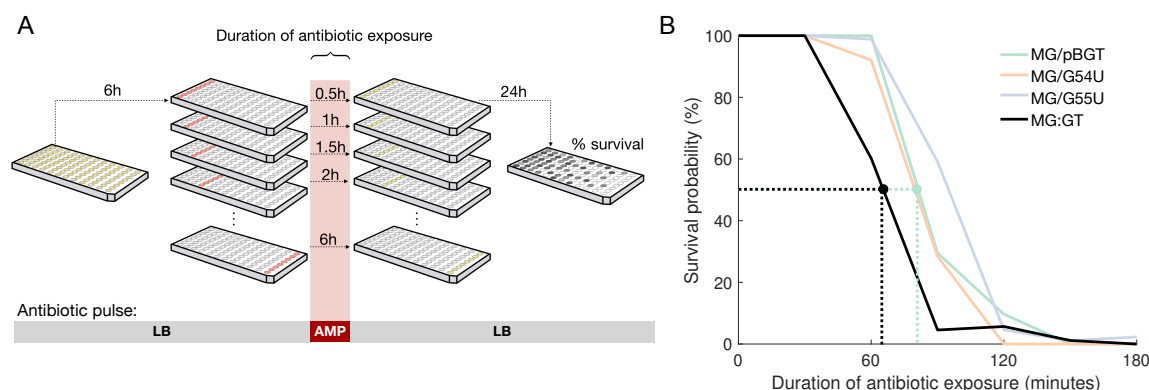 A
Duration of antibiotic exposure
6h
0.5h
24h
1h
1.5h
% survival
2h
6h
Antibiotic pulse:
LB
AMP
LB
B
100
80
60
40
20
0
Survival probability (%)
MG/pBGT
MG/G54U
MG/G55U
MG:GT
0
60
120
180
Duration of antibiotic exposure (minutes)